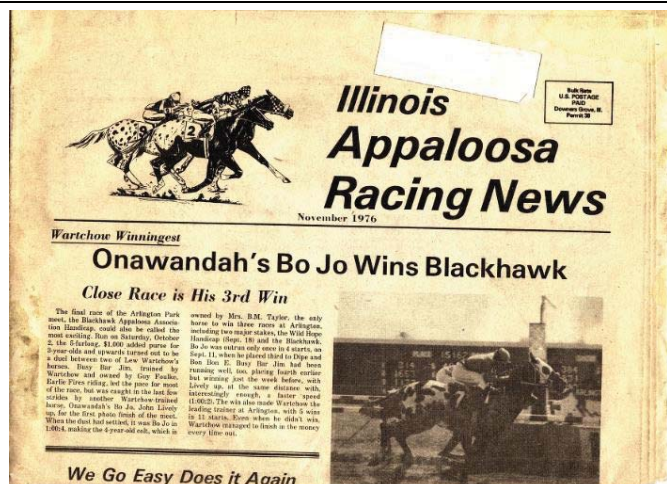 Illinois
Appaloosa
Racing News
Bulk Rate
U.S. POSTAGE
PAID
Downers Grove, Il.
Permit 38
November 1976
Wartchow Winningest
Onawandah's Bo Jo Wins Blackhawk
Close Race is His 3rd Win
The final race of the Arlington Park
meet, the Blackhawk Appaloosa Associa-
tion Handicap, could also be called the
most exciting. Run on Saturday, October
2, the 5-furlong, $1,000 added purse for
3-year-olds and upwards turned out to be
a duel between two of Lew Wartchow's
horses. Busy Bar Jim, trained by
Wartchow and owned by Guy Faulke,
Earlie Fires riding, led the pace for most
of the race, but was caught in the last few
strides by another Wartchow-trained
horse, Onawandah's Bo Jo, John Lively
up, for the first photo finish of the meet.
When the dust had settled, it was Bo Jo in
1:00:4, making the 4-year-old colt, which is
owned by Mrs. B.M. Taylor, the only
horse to win three races at Arlington,
including two major stakes, the Wild Hope
Handicap (Sept. 18) and the Blackhawk.
Bo Jo was outrun only once in 4 starts, on
Sept. 11, when he placed third to Dipe and
Bon Bon E. Busy Bar Jim had been
running well, too, placing fourth earlier
but winning just the week before, with
Lively up, at the same distance with,
interestingly enough, a faster speed
(1:00:2). The win also made Wartchow the
leading trainer at Arlington, with 5 wins
in 11 starts. Even when he didn't win,
Wartchow managed to finish in the money
every time out.
We Go Easy Does it Again